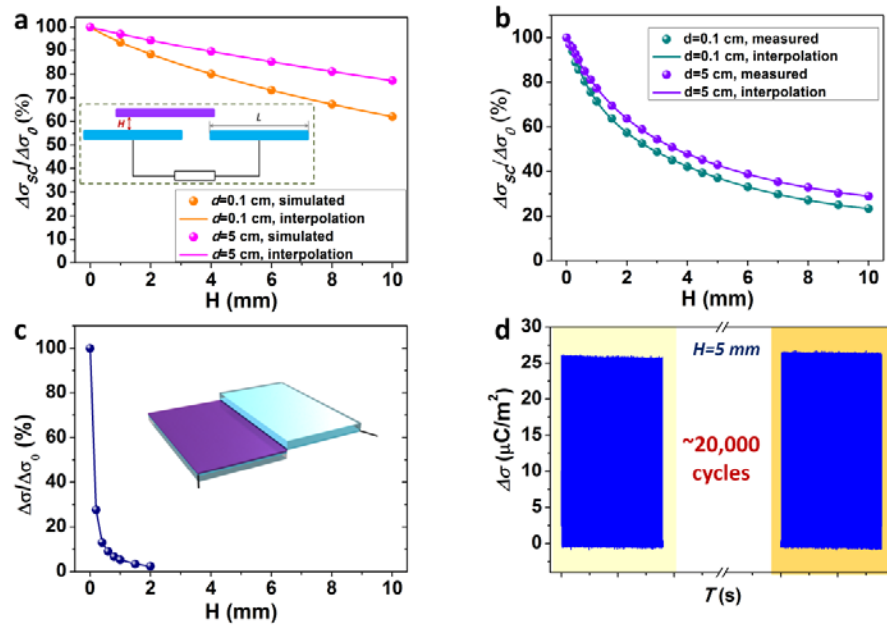 a
Δσsc/Δσ0 (%)
100
90
80
70
60
50
40
30
20
10
0
H
L
d=0.1 cm, simulated
d=0.1 cm, interpolation
d=5 cm, simulated
d=5 cm, interpolation
0 2 4 6 8 10
H (mm)
b
Δσsc/Δσ0 (%)
100
80
60
40
20
0
d=0.1 cm, measured
d=0.1 cm, interpolation
d=5 cm, measured
d=5 cm, interpolation
0 2 4 6 8 10
H (mm)
c
Δσ/Δσ0 (%)
100
80
60
40
20
0
0 2 4 6 8 10
H (mm)
d
Δσ (μC/m²)
30
25
20
15
10
5
0
H=5 mm
~20,000
cycles
T (s)